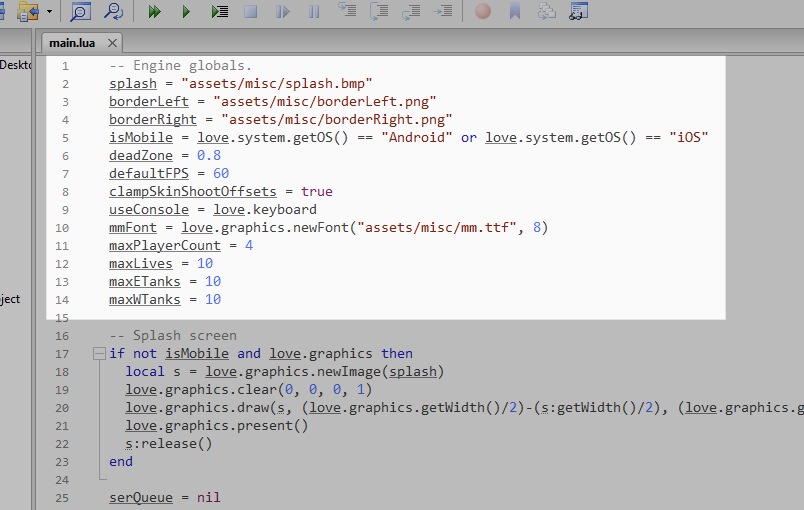 main.lua
Deskto
ject
1 -- Engine globals.
2 splash = "assets/misc/splash.bmp"
3 borderLeft = "assets/misc/borderLeft.png"
4 borderRight = "assets/misc/borderRight.png"
5 isMobile = love.system.getOS() == "Android" or love.system.getOS() == "iOS"
6 deadZone = 0.8
7 defaultFPS = 60
8 clampSkinShootOffsets = true
9 useConsole = love.keyboard
10 mmFont = love.graphics.newFont("assets/misc/mm.ttf", 8)
11 maxPlayerCount = 4
12 maxLives = 10
13 maxETanks = 10
14 maxWTanks = 10
15
16 -- Splash screen
17 if not isMobile and love.graphics then
18 local s = love.graphics.newImage(splash)
19 love.graphics.clear(0, 0, 0, 1)
20 love.graphics.draw(s, (love.graphics.getWidth()/2)-(s:getWidth()/2), (love.graphics.g
21 love.graphics.present()
22 s:release()
23 end
24
25 serQueue = nil